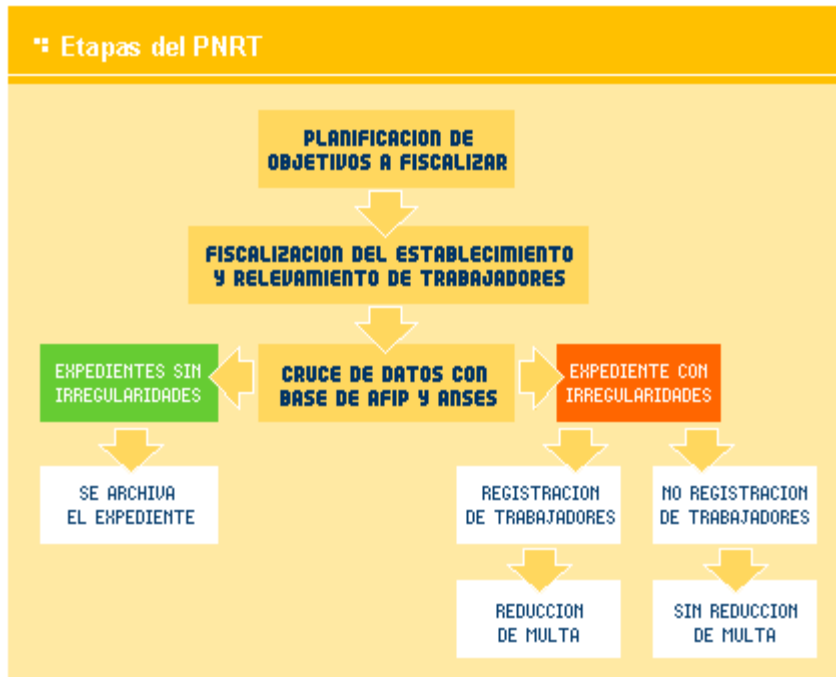 Etapas del PNRT
PLANIFICACION DE
OBJETIVOS A FISCALIZAR
FISCALIZACION DEL ESTABLECIMIENTO
Y RELEVAMIENTO DE TRABAJADORES
EXPEDIENTES SIN
IRREGULARIDADES
CRUCE DE DATOS CON
BASE DE AFIP Y ANSES
EXPEDIENTE CON
IRREGULARIDADES
SE ARCHIVA
EL EXPEDIENTE
REGISTRACION
DE TRABAJADORES
NO REGISTRACION
DE TRABAJADORES
REDUCCION
DE MULTA
SIN REDUCCION
DE MULTA